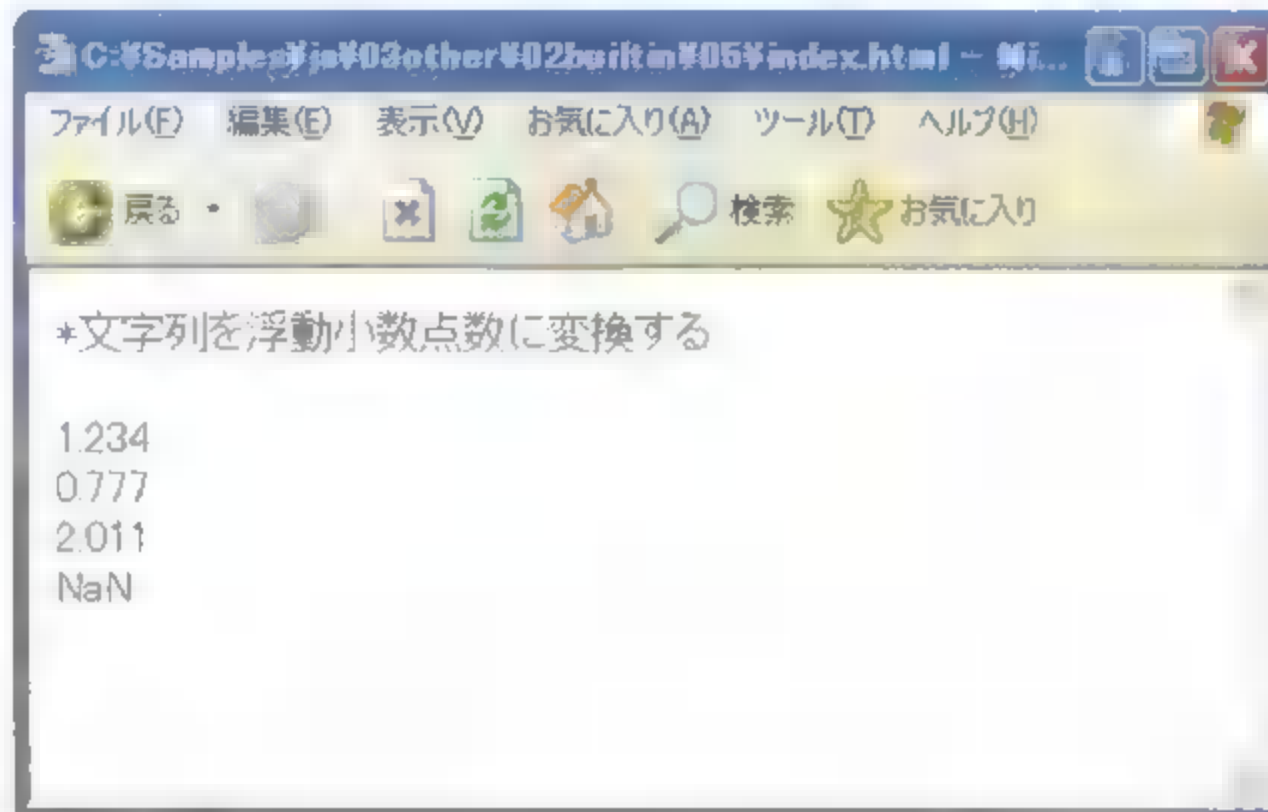 C:¥Samples¥js¥03other¥02builtin¥05¥index.html - Mi...
ファイル(F) 編集(E) 表示(V) お気に入り(A) ツール(T) ヘルプ(H)
戻る 検索 お気に入り
*文字列を浮動小数点数に変換する
1.234
0.777
2.011
NaN